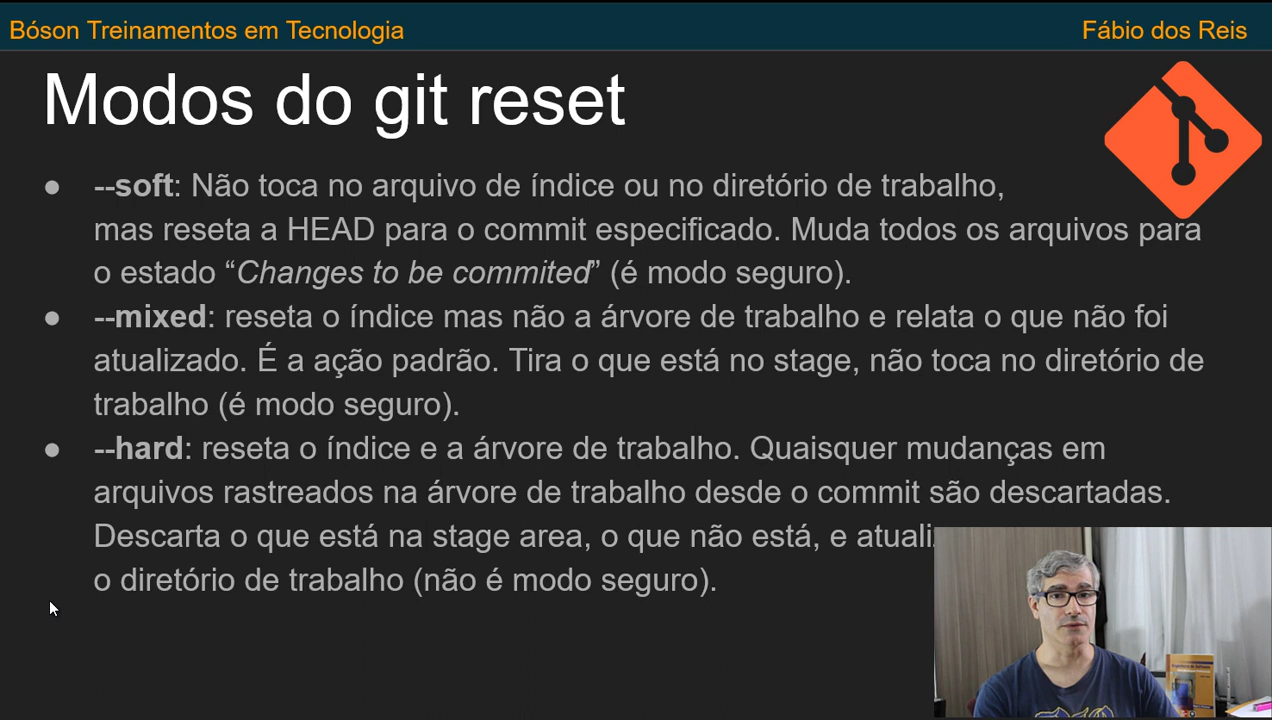 Bóson Treinamentos em Tecnologia
Fábio dos Reis
Modos do git reset
● --soft: Não toca no arquivo de índice ou no diretório de trabalho,
mas reseta a HEAD para o commit especificado. Muda todos os arquivos para
o estado “Changes to be commited” (é modo seguro).
● --mixed: reseta o índice mas não a árvore de trabalho e relata o que não foi
atualizado. É a ação padrão. Tira o que está no stage, não toca no diretório de
trabalho (é modo seguro).
● --hard: reseta o índice e a árvore de trabalho. Quaisquer mudanças em
arquivos rastreados na árvore de trabalho desde o commit são descartadas.
Descarta o que está na stage area, o que não está, e
o diretório de trabalho (não é modo seguro).